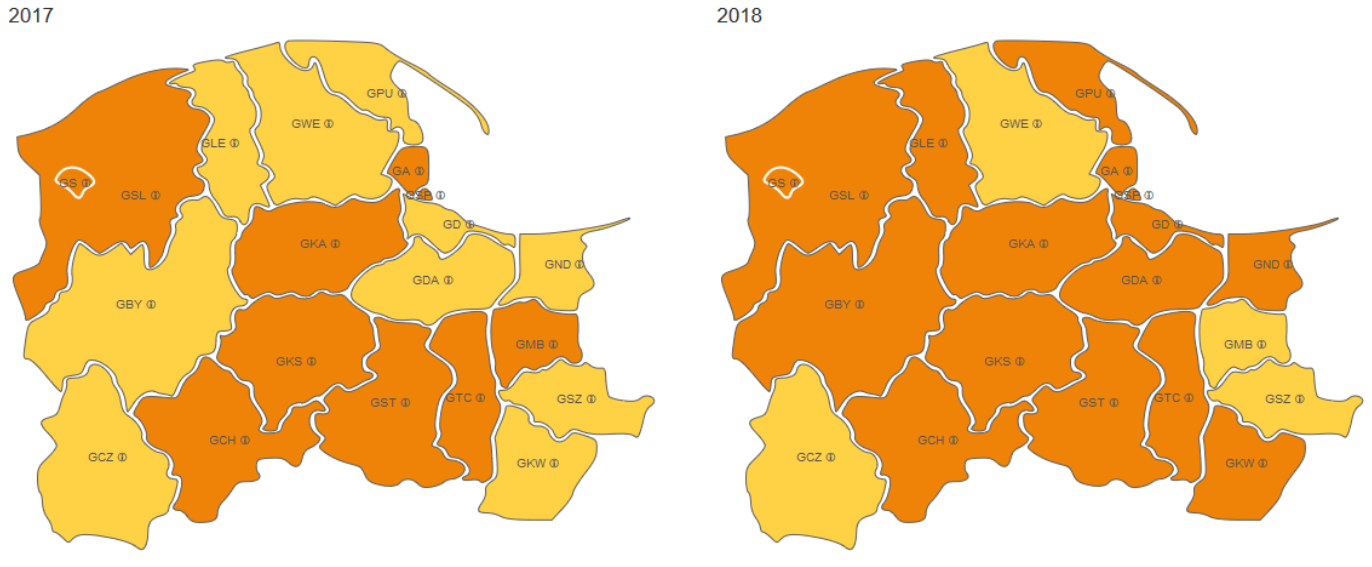 2017
2018
GPU ⓘ
GWE ⓘ
GLE ⓘ
GA ⓘ
GS ⓘ
GSL ⓘ
GSP ⓘ
GD ⓘ
GKA ⓘ
GND ⓘ
GDA ⓘ
GBY ⓘ
GMB ⓘ
GKS ⓘ
GST ⓘ
GTC ⓘ
GSZ ⓘ
GCH ⓘ
GCZ ⓘ
GKW ⓘ
GPU ⓘ
GWE ⓘ
GLE ⓘ
GA ⓘ
GS ⓘ
GSL ⓘ
GSP ⓘ
GD ⓘ
GKA ⓘ
GND ⓘ
GDA ⓘ
GBY ⓘ
GMB ⓘ
GKS ⓘ
GST ⓘ
GTC ⓘ
GSZ ⓘ
GCH ⓘ
GCZ ⓘ
GKW ⓘ